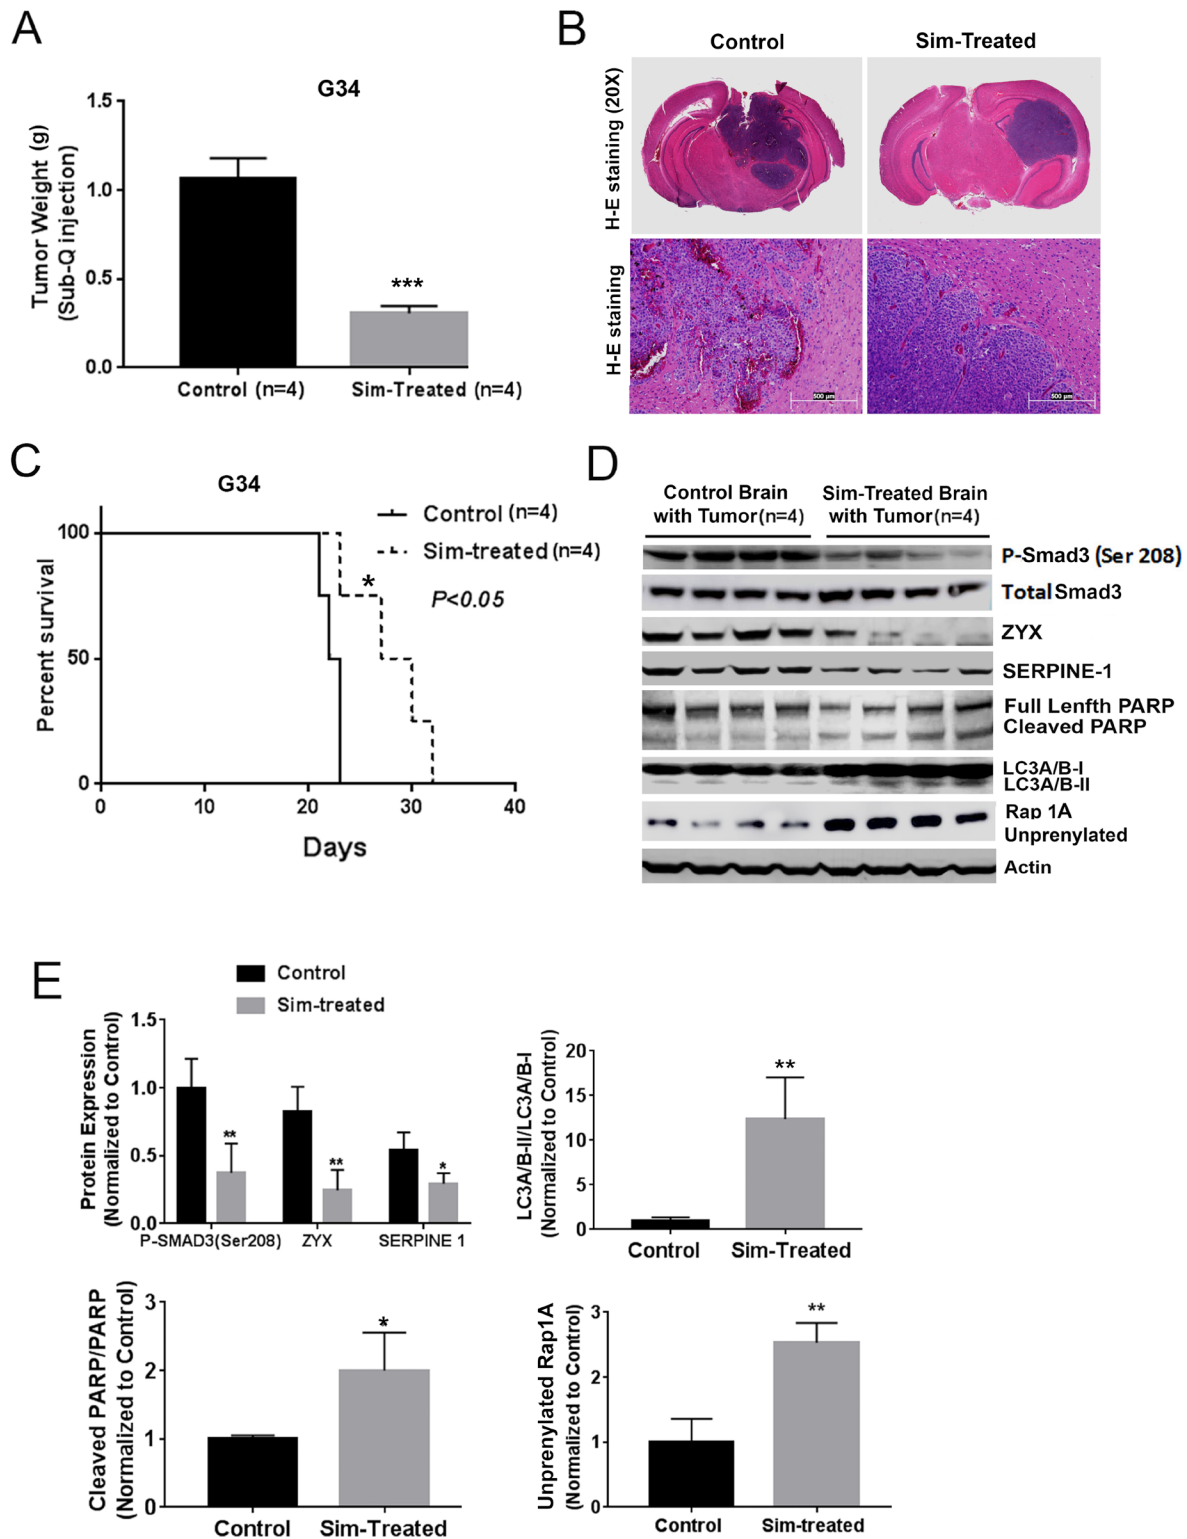 A
G34
Tumor Weight (g)
(Sub-Q injection)
1.5
1.0
0.5
0.0
***
Control (n=4)
Sim-Treated (n=4)
B
Control
Sim-Treated
H-E staining (20X)
H-E staining
500 µm
500 µm
C
G34
Control (n=4)
Sim-treated (n=4)
*
P<0.05
Percent survival
100
50
0
0
10
20
30
40
Days
D
Control Brain
with Tumor(n=4)
Sim-Treated Brain
with Tumor(n=4)
P-Smad3 (Ser 208)
Total Smad3
ZYX
SERPINE-1
Full Lenfth PARP
Cleaved PARP
LC3A/B-I
LC3A/B-II
Rap 1A
Unprenylated
Actin
E
Control
Sim-treated
Protein Expression
(Normalized to Control)
1.5
1.0
0.5
0.0
**
**
*
P-SMAD3(Ser208)
ZYX
SERPINE 1
LC3A/B-II/LC3A/B-I
(Normalized to Control)
20
15
10
5
0
**
Control
Sim-Treated
Cleaved PARP/PARP
(Normalized to Control)
3
2
1
0
*
Control
Sim-Treated
Unprenylated Rap1A
(Normalized to Control)
3
2
1
0
**
Control
Sim-treated